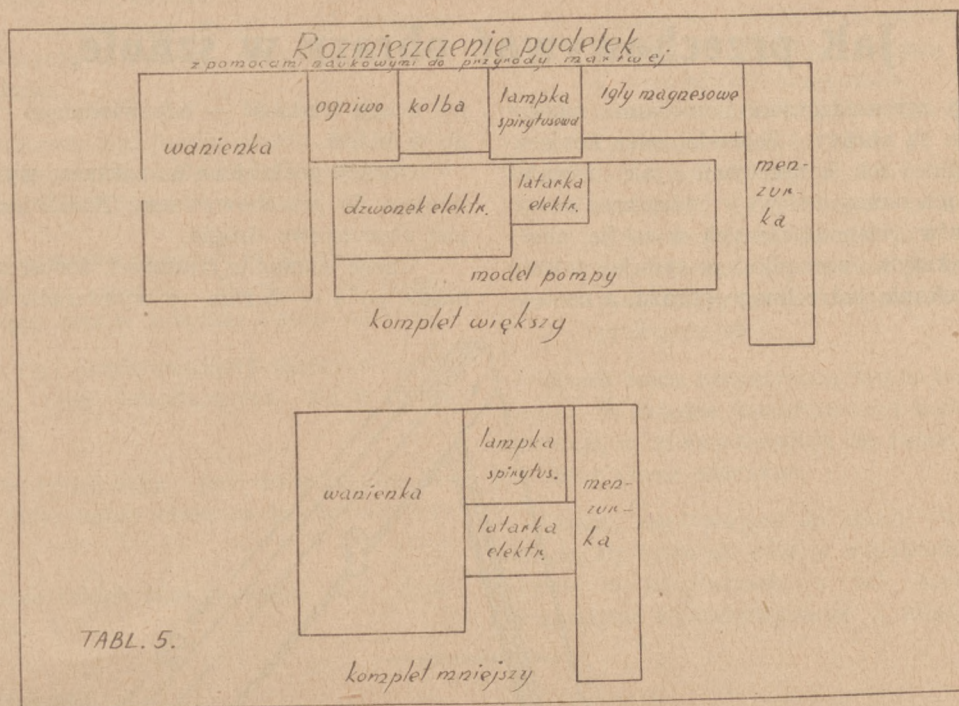 Rozmieszczenie pudełek
z pomocami naukowymi do przyrody martwej
wanienka
ogniwo
kolba
lampka
spirytusowa
igły magnesowe
men-
zur-
ka
dzwonek elektr.
latarka
elektr.
model pompy
komplet większy
wanienka
lampka
spirytus.
latarka
elektr.
men-
zur-
ka
TABL. 5.
komplet mniejszy